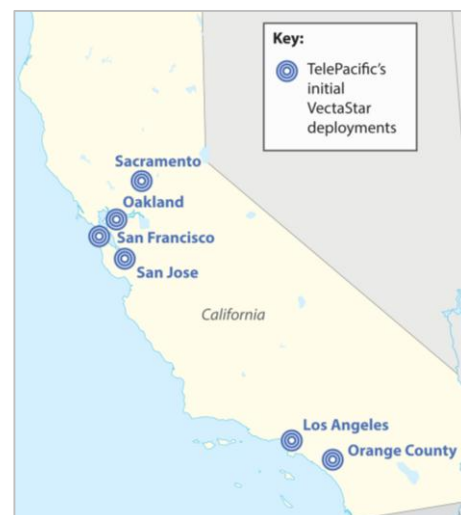 Key:
TelePacific's
initial
VectaStar
deployments
Sacramento
Oakland
San Francisco
San Jose
California
Los Angeles
Orange County